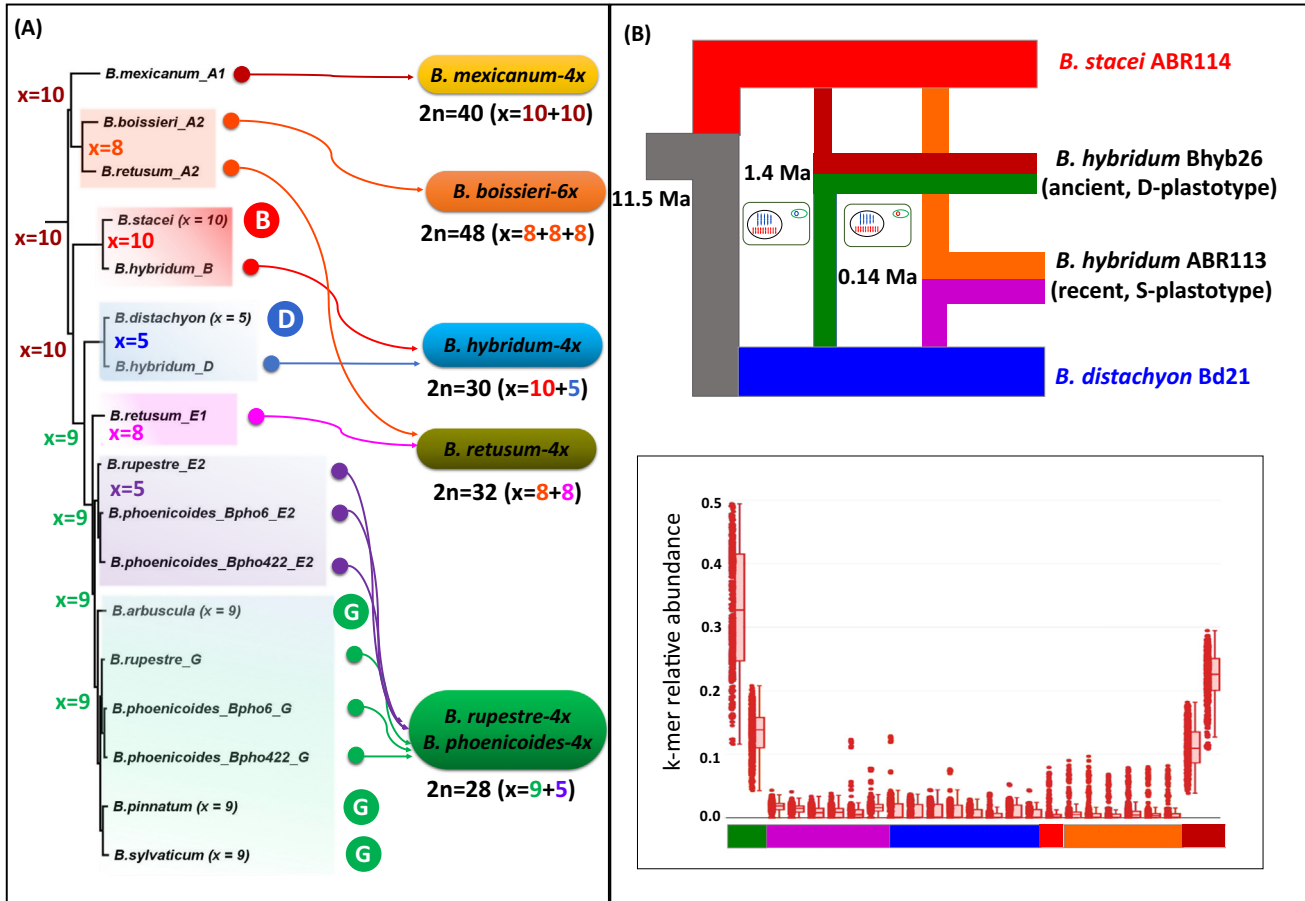 (A)
B.mexicanum_A1
x=10
B.boissieri_A2
x=8
B.retusum_A2
x=10
B.stacei (x = 10)
x=10
B.hybridum_B
B
B.distachyon (x = 5)
D
x=5
x=10
B.hybridum_D
B.retusum_E1
x=8
x=9
B.rupestre_E2
x=5
x=9
B.phoenicoides_Bpho6_E2
B.phoenicoides_Bpho422_E2
x=9
B.arbuscula (x = 9)
G
B.rupestre_G
x=9
B.phoenicoides_Bpho6_G
B.phoenicoides_Bpho422_G
B.pinnatum (x = 9)
G
B.sylvaticum (x = 9)
G
B. mexicanum-4x
2n=40 (x=10+10)
B. boissieri-6x
2n=48 (x=8+8+8)
B. hybridum-4x
2n=30 (x=10+5)
B. retusum-4x
2n=32 (x=8+8)
B. rupestre-4x
B. phoenicoides-4x
2n=28 (x=9+5)
(B)
B. stacei ABR114
1.4 Ma
B. hybridum Bhyb26
(ancient, D-plastotype)
11.5 Ma
0.14 Ma
B. hybridum ABR113
(recent, S-plastotype)
B. distachyon Bd21
k-mer relative abundance
0.5
0.4
0.3
0.2
0.1
0.0